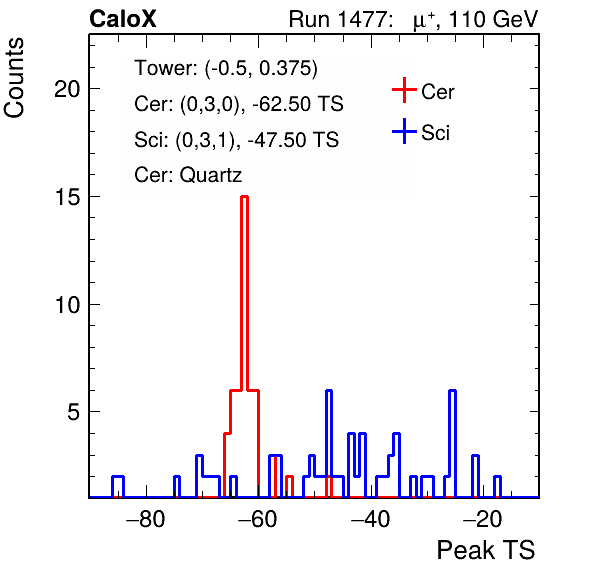 CaloX Run 1477: μ⁺, 110 GeV
Counts
Tower: (-0.5, 0.375)
Cer: (0,3,0), -62.50 TS
Sci: (0,3,1), -47.50 TS
Cer: Quartz
Cer
Sci
20
15
10
5
−80 −60 −40 −20
Peak TS